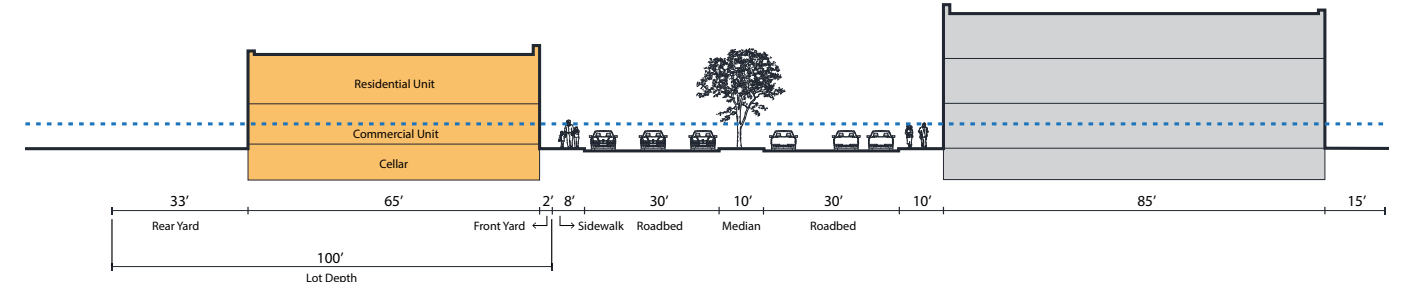 Residential Unit
Commercial Unit
Cellar
33’ 65’ 2’ 8’ 30’ 10’ 30’ 10’ 85’ 15’
Rear Yard Front Yard Sidewalk Roadbed Median Roadbed
100’
Lot Depth